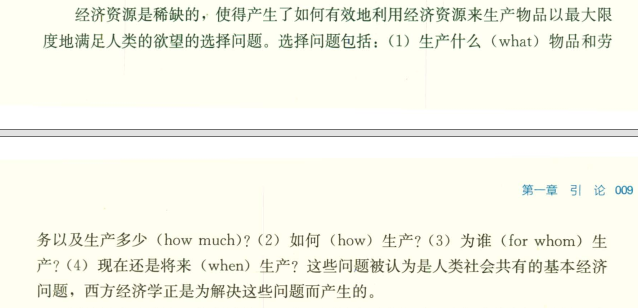 经济资源是稀缺的，使得产生了如何有效地利用经济资源来生产物品以最大限
度地满足人类的欲望的选择问题。选择问题包括：（1）生产什么（what）物品和劳
第一章 引 论 009
务以及生产多少（how much）？（2）如何（how）生产？（3）为谁（for whom）生
产？（4）现在还是将来（when）生产？这些问题被认为是人类社会共有的基本经济
问题，西方经济学正是为解决这些问题而产生的。